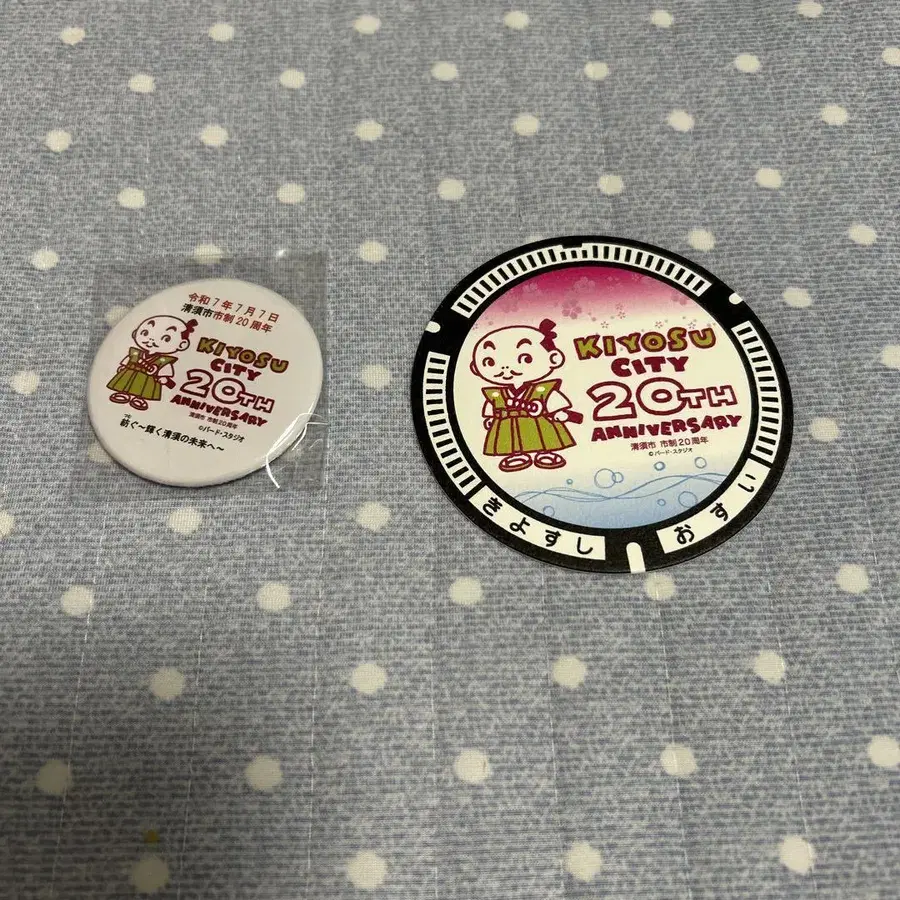 令和7年7月7日
清須市市制20周年
KIYOSU
CITY
20TH
ANNIVERSARY
清須市 市制20周年
©バード・スタジオ
紡ぐ～輝く清須の未来へ～
KIYOSU
CITY
20TH
ANNIVERSARY
清須市 市制20周年
©バード・スタジオ
きよすし
おすい